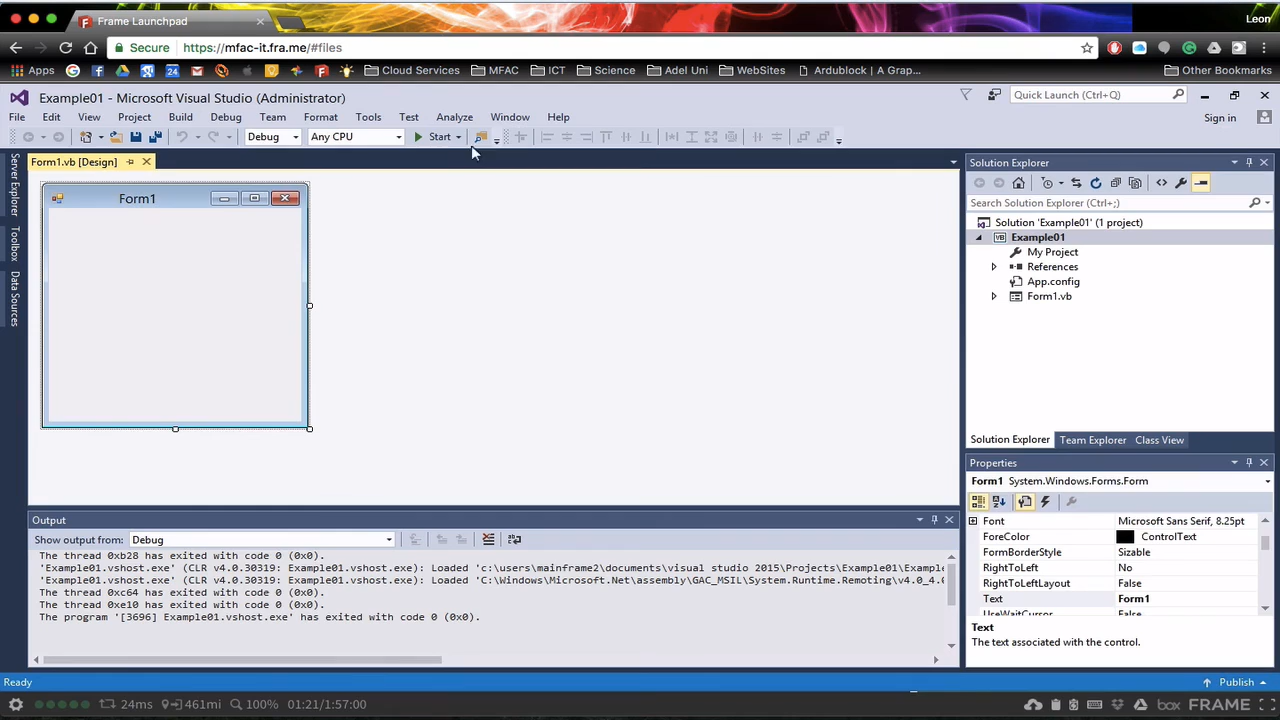 Frame Launchpad
Leon
Secure https://mfac-it.fra.me/#files
Apps Cloud Services MFAC ICT Science Adel Uni WebSites Ardublock | A Grap... Other Bookmarks
Example01 - Microsoft Visual Studio (Administrator)
Quick Launch (Ctrl+Q)
File Edit View Project Build Debug Team Format Tools Test Analyze Window Help
Sign in
Debug Any CPU Start
Server Explorer
Toolbox
Data Sources
Form1.vb [Design]
Form1
Solution Explorer
Search Solution Explorer (Ctrl+;)
Solution 'Example01' (1 project)
VB Example01
My Project
References
App.config
Form1.vb
Solution Explorer Team Explorer Class View
Properties
Form1 System.Windows.Forms.Form
Font Microsoft Sans Serif, 8.25pt
ForeColor ControlText
FormBorderStyle Sizable
RightToLeft No
RightToLeftLayout False
Text Form1
UseWaitCursor False
Text
The text associated with the control.
Output
Show output from: Debug
The thread 0xb28 has exited with code 0 (0x0).
'Example01.vshost.exe' (CLR v4.0.30319: Example01.vshost.exe): Loaded 'c:\users\mainframe2\documents\visual studio 2015\Projects\Example01\Example
'Example01.vshost.exe' (CLR v4.0.30319: Example01.vshost.exe): Loaded 'C:\Windows\Microsoft.Net\assembly\GAC_MSIL\System.Runtime.Remoting\v4.0_4.0
The thread 0xc64 has exited with code 0 (0x0).
The thread 0xe10 has exited with code 0 (0x0).
The program '[3696] Example01.vshost.exe' has exited with code 0 (0x0).
Ready
Publish
24ms 461mi 100% 01:21/1:57:00
box FRAME